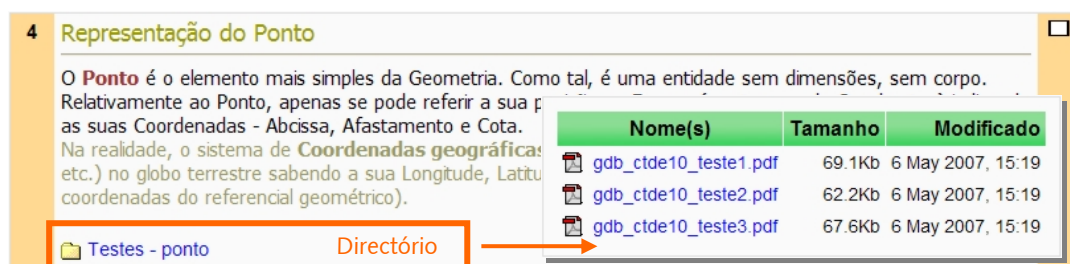 4 Representação do Ponto
O Ponto é o elemento mais simples da Geometria. Como tal, é uma entidade sem dimensões, sem corpo.
Relativamente ao Ponto, apenas se pode referir a sua
as suas Coordenadas - Abcissa, Afastamento e Cota.
Na realidade, o sistema de Coordenadas geográficas
etc.) no globo terrestre sabendo a sua Longitude,
coordenadas do referencial geométrico).
Testes - ponto
Directório
Nome(s) Tamanho Modificado
gdb_ctde10_teste1.pdf 69.1Kb 6 May 2007, 15:19
gdb_ctde10_teste2.pdf 62.2Kb 6 May 2007, 15:19
gdb_ctde10_teste3.pdf 67.6Kb 6 May 2007, 15:19